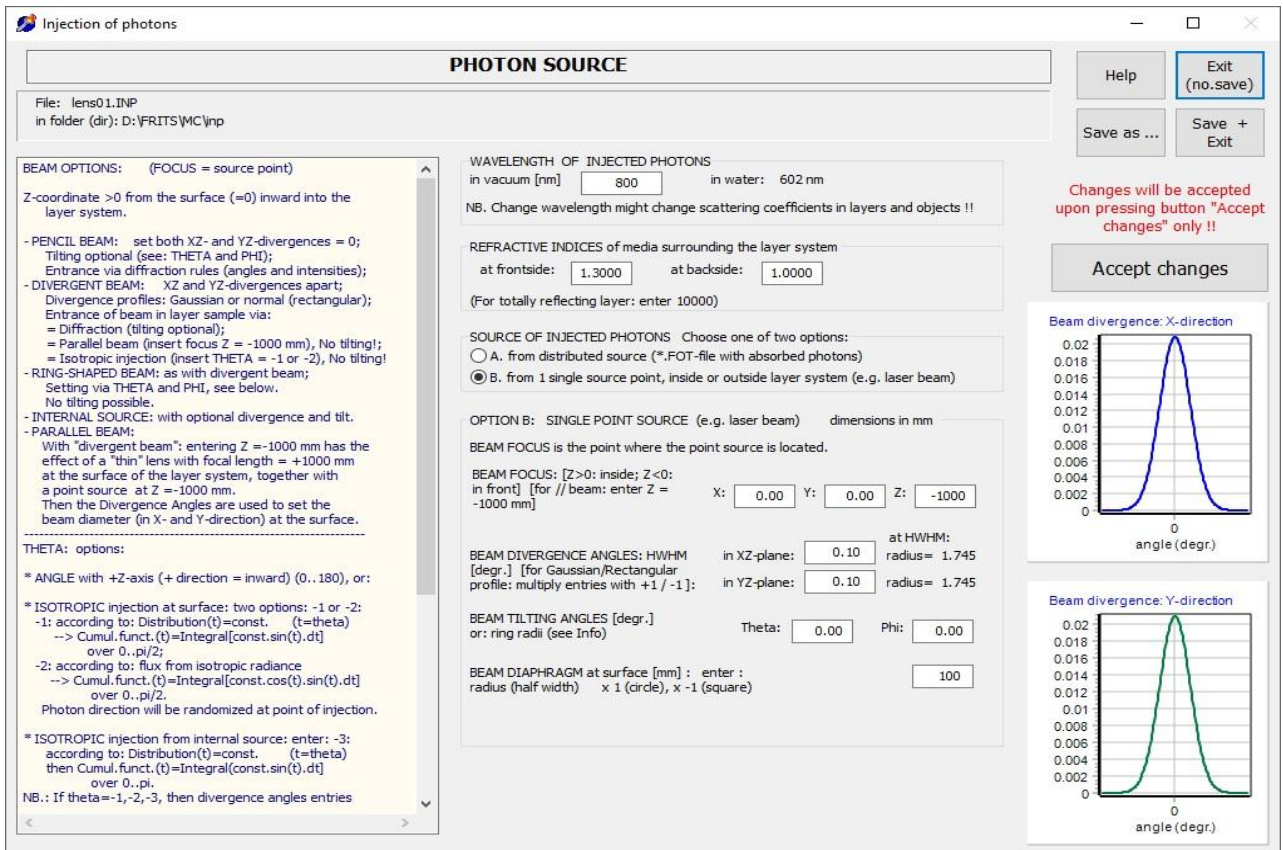 Injection of photons
PHOTON SOURCE
Help
Exit
(no.save)
File: lens01.INP
in folder (dir): D:\FRITS\MC\inp
Save as ...
Save +
Exit
BEAM OPTIONS: (FOCUS = source point)
Z-coordinate >0 from the surface (=0) inward into the
layer system.
- PENCIL BEAM: set both XZ- and YZ-divergences = 0;
Tilting optional (see: THETA and PHI);
Entrance via diffraction rules (angles and intensities);
- DIVERGENT BEAM: XZ and YZ-divergences apart;
Divergence profiles: Gaussian or normal (rectangular);
Entrance of beam in layer sample via:
= Diffraction (tilting optional);
= Parallel beam (insert focus Z = -1000 mm), No tilting!;
= Isotropic injection (insert THETA = -1 or -2), No tilting!
- RING-SHAPED BEAM: as with divergent beam;
Setting via THETA and PHI, see below.
No tilting possible.
- INTERNAL SOURCE: with optional divergence and tilt.
- PARALLEL BEAM:
With "divergent beam": entering Z =-1000 mm has the
effect of a "thin" lens with focal length = +1000 mm
at the surface of the layer system, together with
a point source at Z =-1000 mm.
Then the Divergence Angles are used to set the
beam diameter (in X- and Y-direction) at the surface.
----------------------------------------------------------------------
THETA: options:
* ANGLE with +Z-axis (+ direction = inward) (0..180), or:
* ISOTROPIC injection at surface: two options: -1 or -2:
-1: according to: Distribution(t)=const. (t=theta)
--> Cumul.funct.(t)=Integral[const.sin(t).dt]
over 0..pi/2;
-2: according to: flux from isotropic radiance
--> Cumul.funct.(t)=Integral[const.cos(t).sin(t).dt]
over 0..pi/2.
Photon direction will be randomized at point of injection.
* ISOTROPIC injection from internal source: enter: -3:
according to: Distribution(t)=const. (t=theta)
then Cumul.funct.(t)=Integral(const.sin(t).dt]
over 0..pi.
NB.: If theta=-1,-2,-3, then divergence angles entries
WAVELENGTH OF INJECTED PHOTONS
in vacuum [nm] 800 in water: 602 nm
NB. Change wavelength might change scattering coefficients in layers and objects !!
REFRACTIVE INDICES of media surrounding the layer system
at frontside: 1.3000 at backside: 1.0000
(For totally reflecting layer: enter 10000)
SOURCE OF INJECTED PHOTONS Choose one of two options:
A. from distributed source (*.FOT-file with absorbed photons)
B. from 1 single source point, inside or outside layer system (e.g. laser beam)
OPTION B: SINGLE POINT SOURCE (e.g. laser beam) dimensions in mm
BEAM FOCUS is the point where the point source is located.
BEAM FOCUS: [Z>0: inside; Z<0:
in front] [for // beam: enter Z =
-1000 mm]
X: 0.00 Y: 0.00 Z: -1000
at HWHM:
BEAM DIVERGENCE ANGLES: HWHM
[degr.] [for Gaussian/Rectangular
profile: multiply entries with +1 / -1]:
in XZ-plane: 0.10 radius= 1.745
in YZ-plane: 0.10 radius= 1.745
BEAM TILTING ANGLES [degr.]
or: ring radii (see Info)
Theta: 0.00 Phi: 0.00
BEAM DIAPHRAGM at surface [mm] : enter :
radius (half width) x 1 (circle), x -1 (square)
100
Changes will be accepted
upon pressing button "Accept
changes" only !!
Accept changes
Beam divergence: X-direction
0.02
0.018
0.016
0.014
0.012
0.01
0.008
0.006
0.004
0.002
0
0
angle (degr.)
Beam divergence: Y-direction
0.02
0.018
0.016
0.014
0.012
0.01
0.008
0.006
0.004
0.002
0
0
angle (degr.)